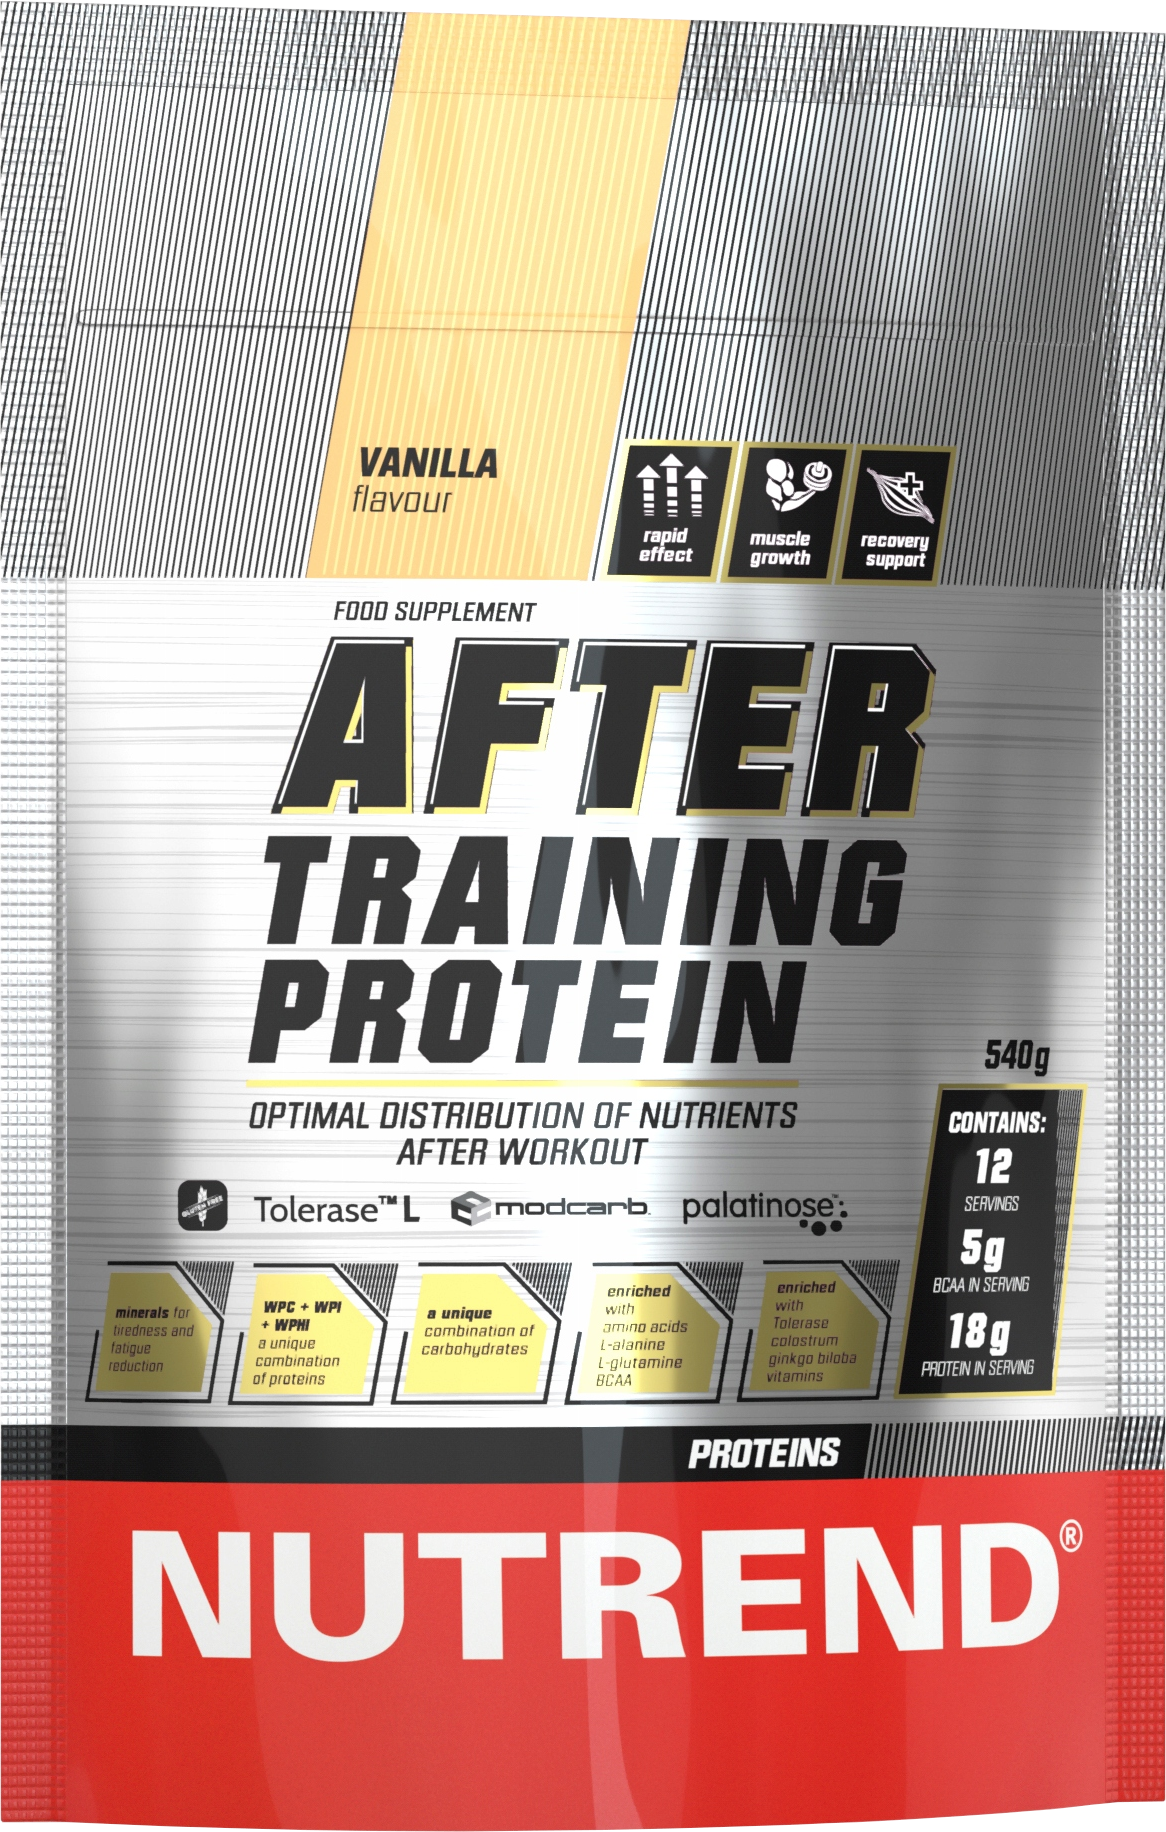 VANILLA
flavour
rapid
effect
muscle
growth
recovery
support
FOOD SUPPLEMENT
AFTER
TRAINING
PROTEIN
540g
OPTIMAL DISTRIBUTION OF NUTRIENTS
AFTER WORKOUT
GLUTEN FREE
Tolerase™ L
modcarb.
palatinose™
CONTAINS:
12
SERVINGS
5g
BCAA IN SERVING
18g
PROTEIN IN SERVING
minerals for
tiredness and
fatigue
reduction
WPC + WPI
+ WPHI
a unique
combination
of proteins
a unique
combination of
carbohydrates
enriched
with
amino acids
L-alanine
L-glutamine
BCAA
enriched
with
Tolerase
colostrum
ginkgo biloba
vitamins
PROTEINS
NUTREND®